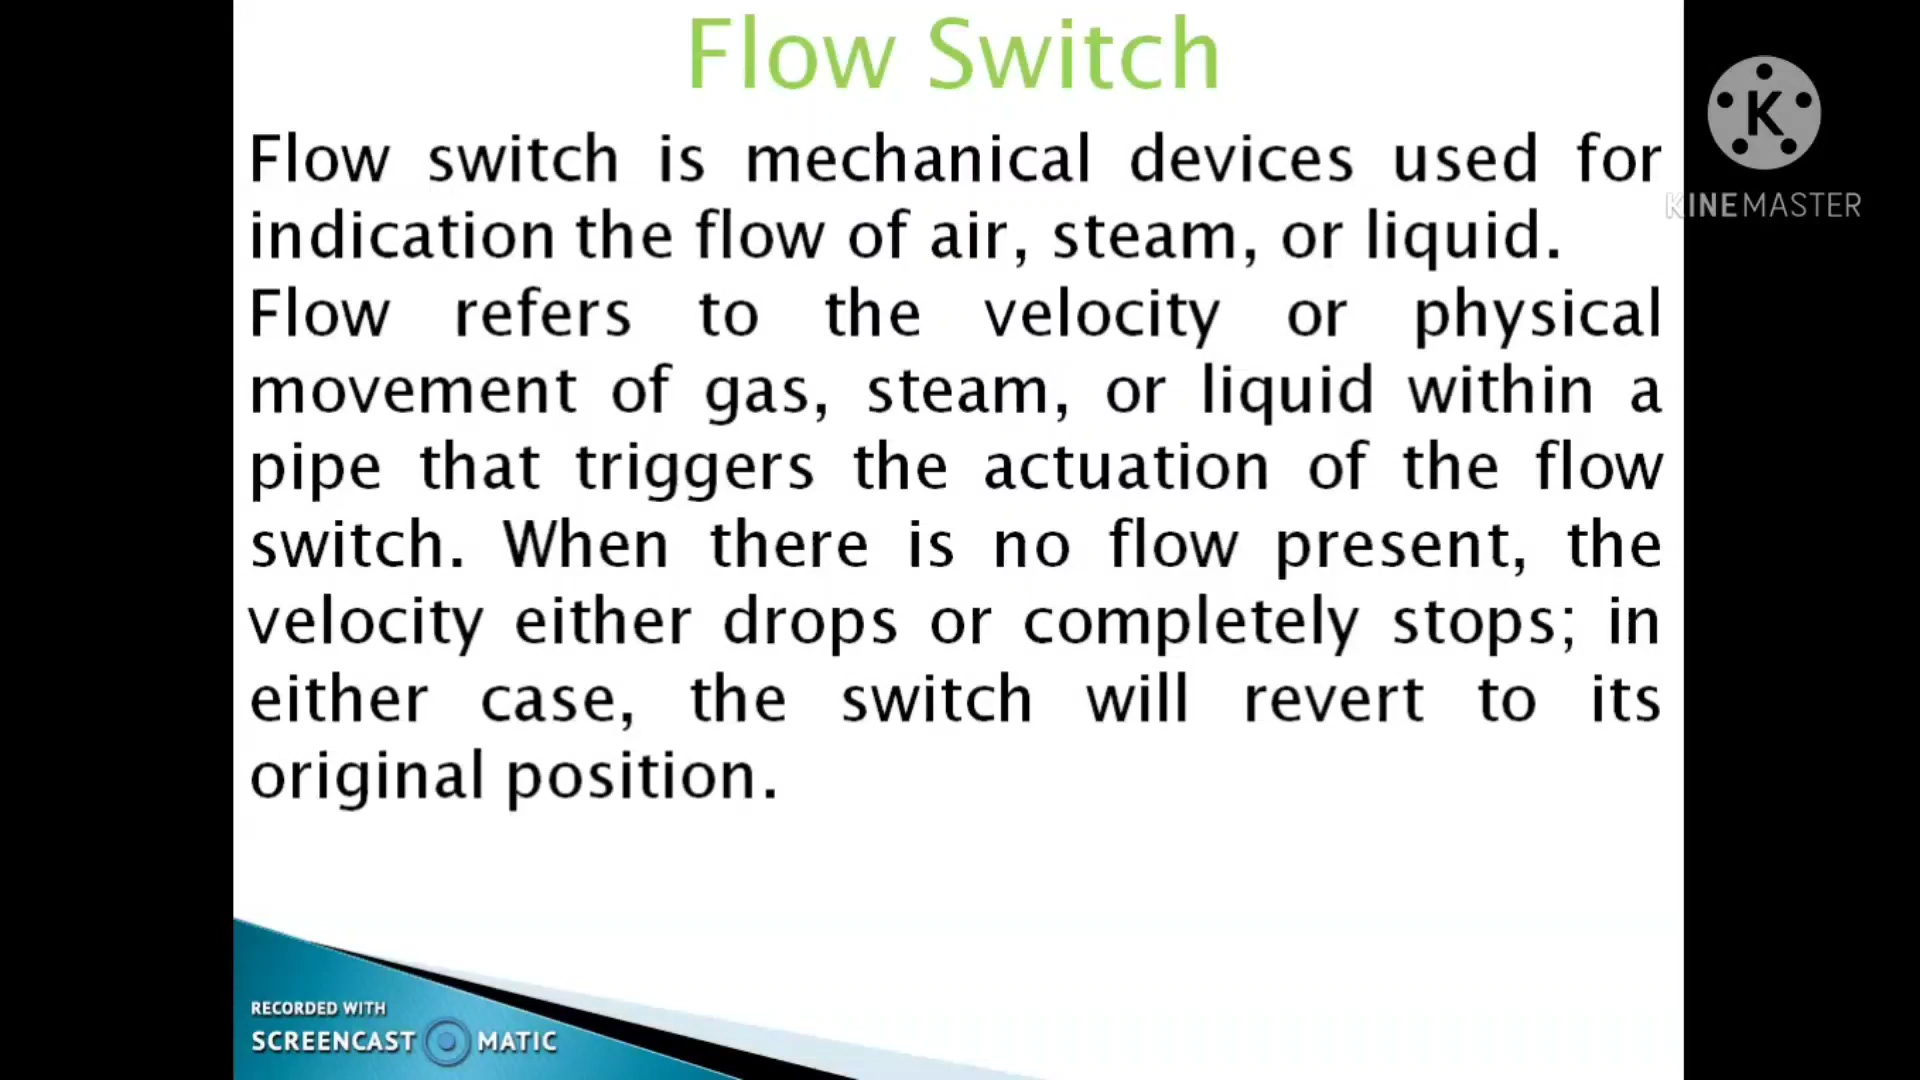 Flow Switch
Flow switch is mechanical devices used for
indication the flow of air, steam, or liquid.
Flow refers to the velocity or physical
movement of gas, steam, or liquid within a
pipe that triggers the actuation of the flow
switch. When there is no flow present, the
velocity either drops or completely stops; in
either case, the switch will revert to its
original position.
K
KINEMASTER
RECORDED WITH
SCREENCAST MATIC